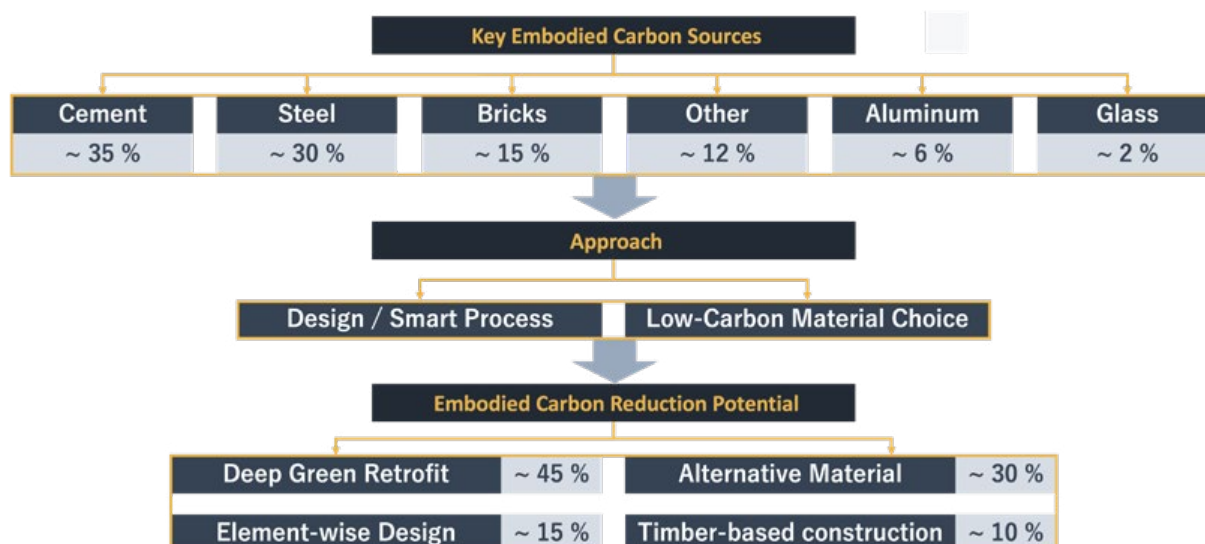 Key Embodied Carbon Sources
Cement Steel Bricks Other Aluminum Glass
~ 35 % ~ 30 % ~ 15 % ~ 12 % ~ 6 % ~ 2 %
Approach
Design / Smart Process Low-Carbon Material Choice
Embodied Carbon Reduction Potential
Deep Green Retrofit ~ 45 % Alternative Material ~ 30 %
Element-wise Design ~ 15 % Timber-based construction ~ 10 %